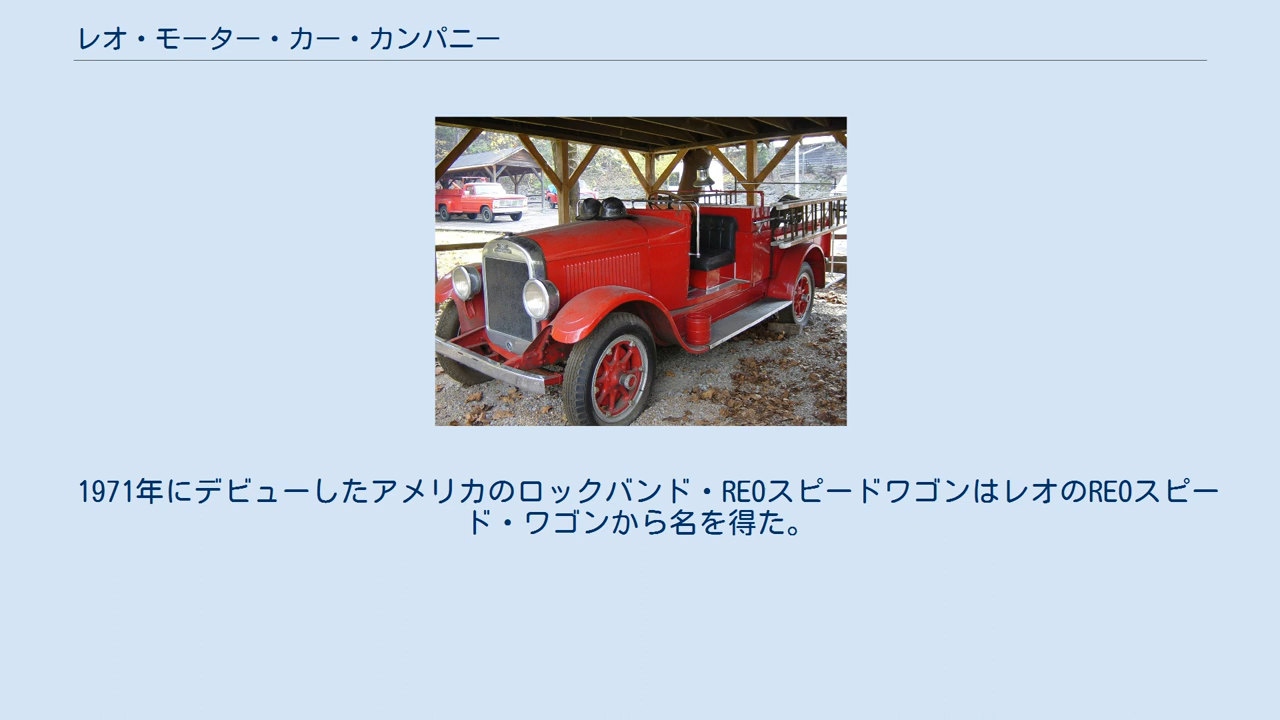 レオ・モーター・カー・カンパニー
1971年にデビューしたアメリカのロックバンド・REOスピードワゴンはレオのREOスピー
ド・ワゴンから名を得た。